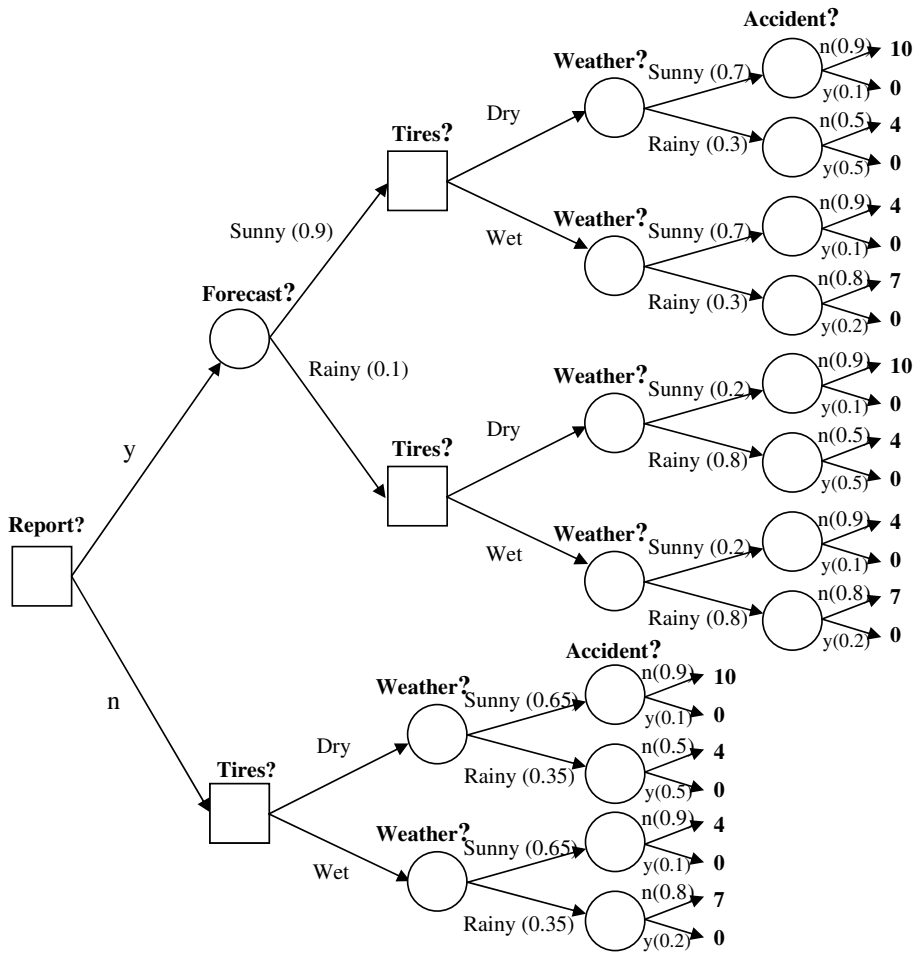 Accident?
n(0.9) 10
Weather? Sunny (0.7)
y(0.1) 0
Dry
n(0.5) 4
Tires?
Rainy (0.3)
y(0.5) 0
n(0.9) 4
Weather? Sunny (0.7)
Sunny (0.9)
Wet
y(0.1) 0
n(0.8) 7
Forecast?
Rainy (0.3)
y(0.2) 0
Rainy (0.1)
n(0.9) 10
Weather? Sunny (0.2)
y(0.1) 0
Dry
n(0.5) 4
y
Tires?
Rainy (0.8)
y(0.5) 0
Report?
n(0.9) 4
Weather? Sunny (0.2)
Wet
y(0.1) 0
n(0.8) 7
Rainy (0.8)
y(0.2) 0
Accident?
n(0.9) 10
n
Weather? Sunny (0.65)
y(0.1) 0
Dry
n(0.5) 4
Tires?
Rainy (0.35)
y(0.5) 0
n(0.9) 4
Weather? Sunny (0.65)
y(0.1) 0
Wet
n(0.8) 7
Rainy (0.35)
y(0.2) 0